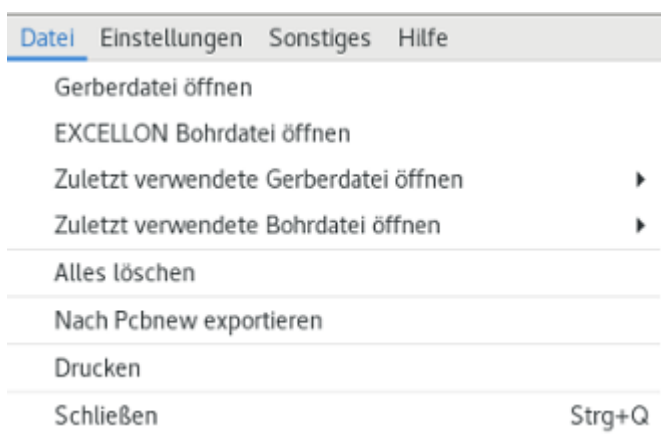 Datei Einstellungen Sonstiges Hilfe
Gerberdatei öffnen
EXCELLON Bohrdatei öffnen
Zuletzt verwendete Gerberdatei öffnen
Zuletzt verwendete Bohrdatei öffnen
Alles löschen
Nach Pcbnew exportieren
Drucken
Schließen Strg+Q